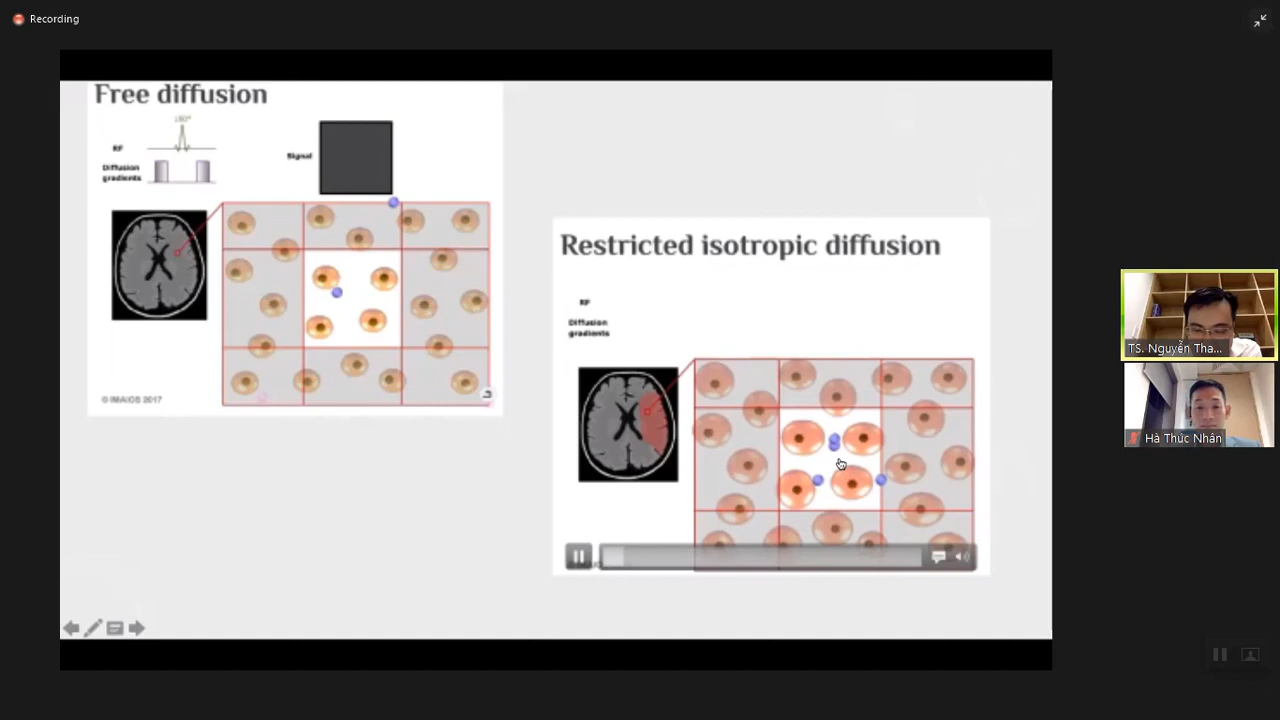 Recording
Free diffusion
180°
RF
Signal
Diffusion
gradients
© IMAIOS 2017
Restricted isotropic diffusion
RF
Diffusion
gradients
TS. Nguyễn Tha...
Hà Thúc Nhân